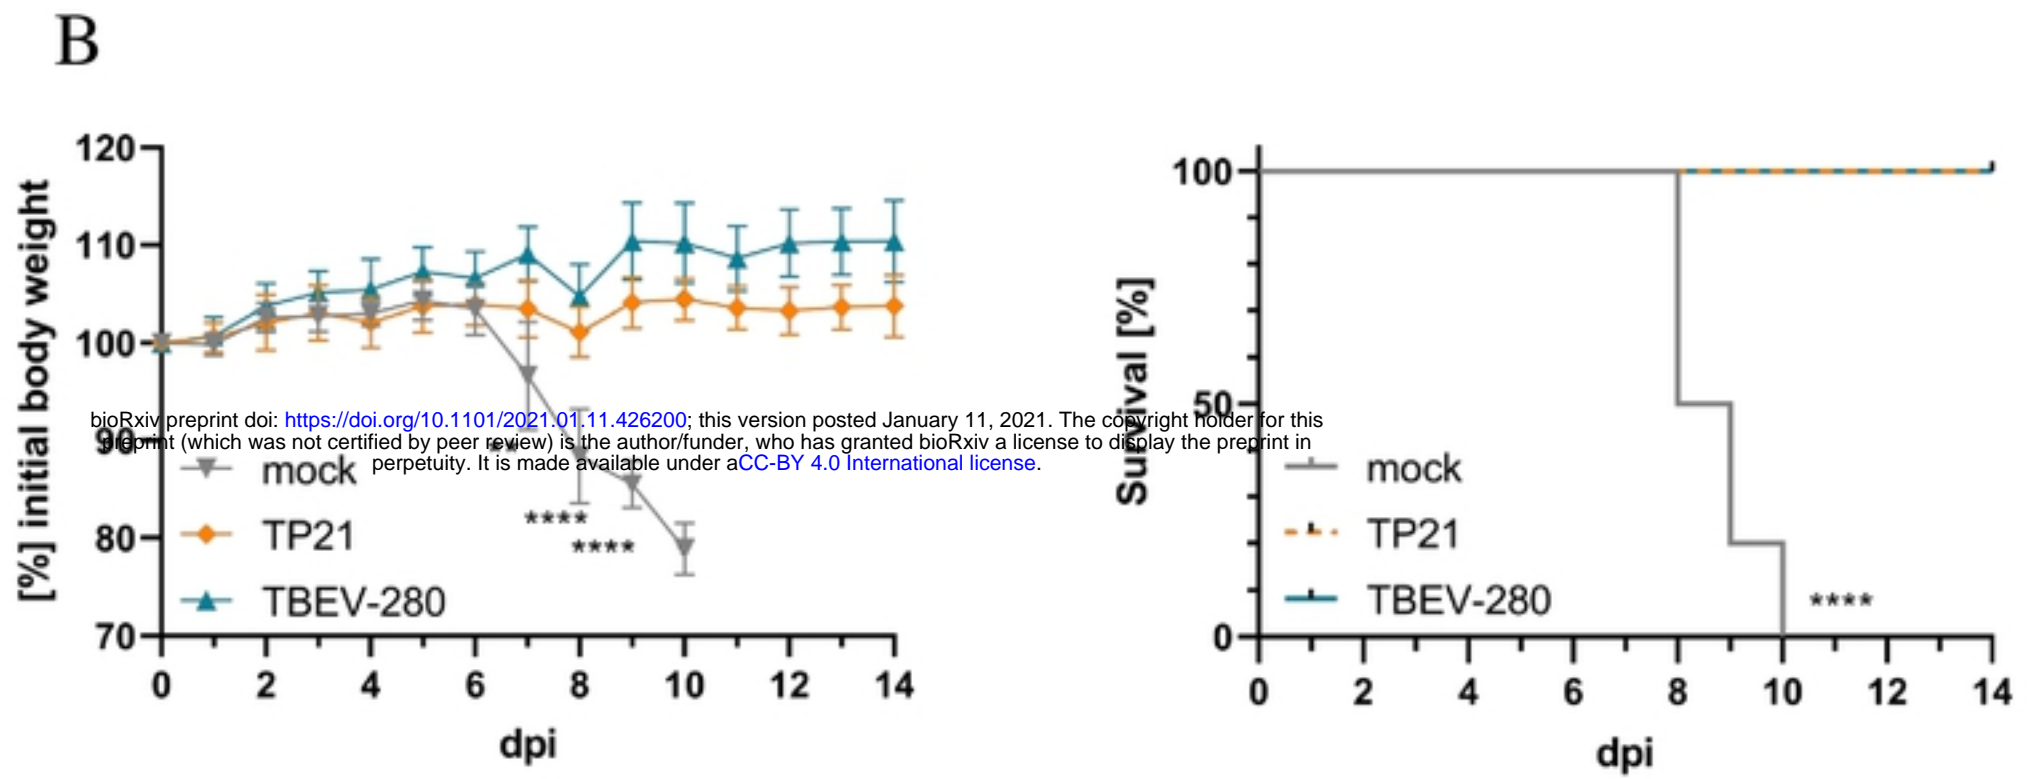 B
120
110
100
90
80
70
[%] initial body weight
mock
TP21
TBEV-280
**
****
****
0 2 4 6 8 10 12 14
dpi
100
50
0
Survival [%]
mock
TP21
TBEV-280
****
0 2 4 6 8 10 12 14
dpi
bioRxiv preprint doi: https://doi.org/10.1101/2021.01.11.426200; this version posted January 11, 2021. The copyright holder for this
preprint (which was not certified by peer review) is the author/funder, who has granted bioRxiv a license to display the preprint in
perpetuity. It is made available under aCC-BY 4.0 International license.